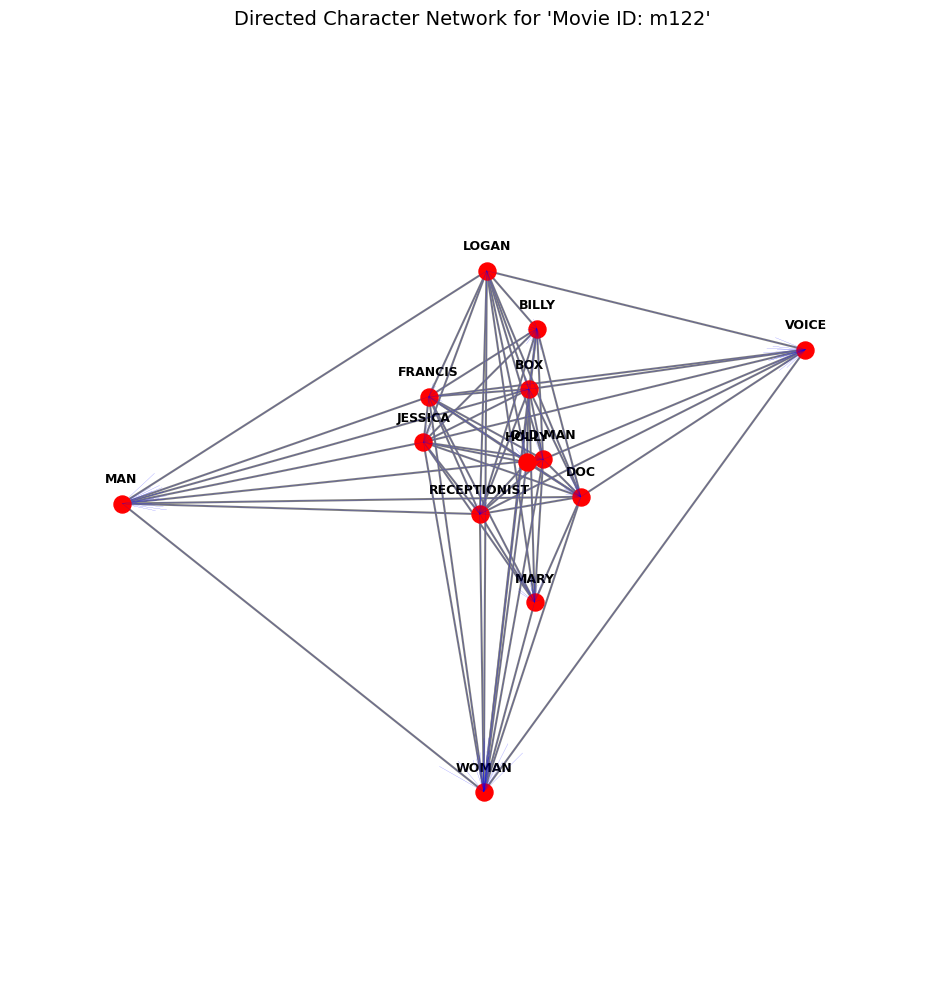 Directed Character Network for 'Movie ID: m122'
LOGAN
BILLY
VOICE
BOX
FRANCIS
JESSICA
HOLLY
OLD MAN
DOC
MAN
RECEPTIONIST
MARY
WOMAN